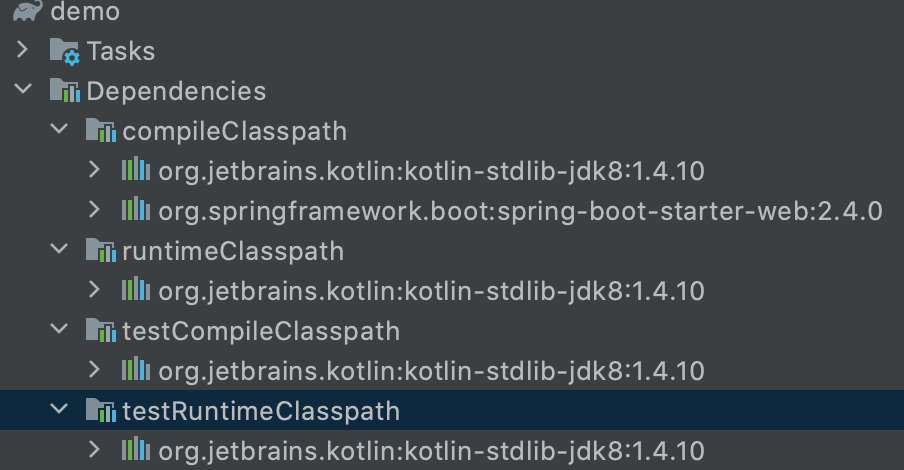 demo
Tasks
Dependencies
compileClasspath
org.jetbrains.kotlin:kotlin-stdlib-jdk8:1.4.10
org.springframework.boot:spring-boot-starter-web:2.4.0
runtimeClasspath
org.jetbrains.kotlin:kotlin-stdlib-jdk8:1.4.10
testCompileClasspath
org.jetbrains.kotlin:kotlin-stdlib-jdk8:1.4.10
testRuntimeClasspath
org.jetbrains.kotlin:kotlin-stdlib-jdk8:1.4.10